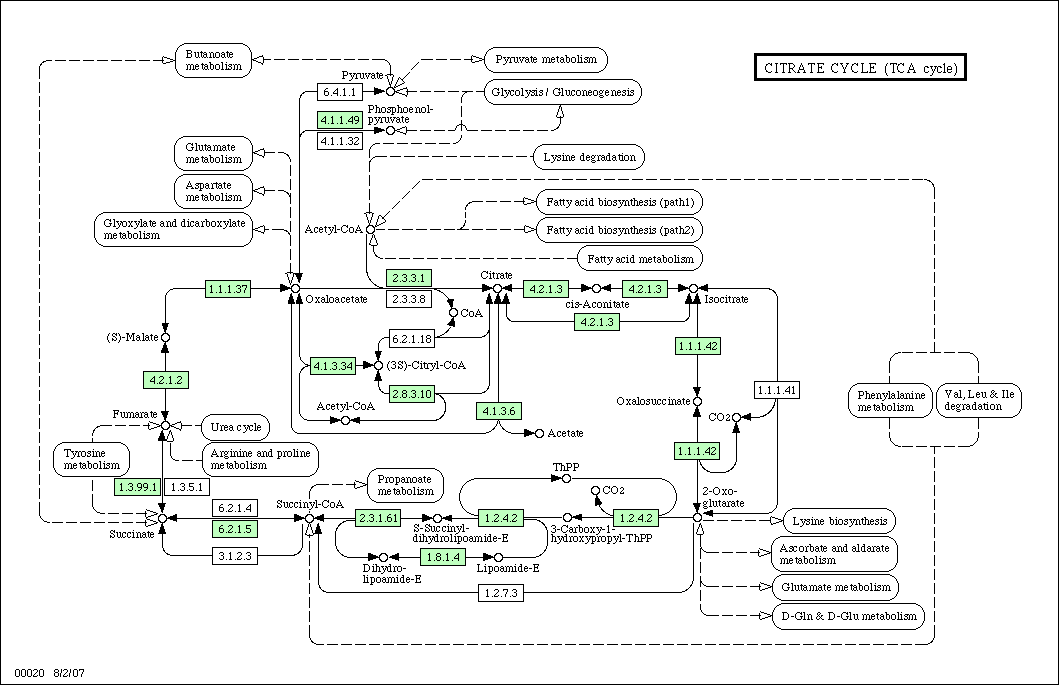 CITRATE CYCLE (TCA cycle)
Butanoate
metabolism
Pyruvate
Pyruvate metabolism
6.4.1.1
Glycolysis / Gluconeogenesis
4.1.1.49
Phosphoenol-
pyruvate
4.1.1.32
Glutamate
metabolism
Lysine degradation
Aspartate
metabolism
Fatty acid biosynthesis (path1)
Glyoxylate and dicarboxylate
metabolism
Acetyl-CoA
Fatty acid biosynthesis (path2)
Fatty acid metabolism
1.1.1.37
Oxaloacetate
2.3.3.1
2.3.3.8
Citrate
4.2.1.3
cis-Aconitate
4.2.1.3
Isocitrate
4.2.1.3
CoA
(S)-Malate
6.2.1.18
1.1.1.42
4.1.3.34
(3S)-Citryl-CoA
4.2.1.2
2.8.3.10
1.1.1.41
Phenylalanine
metabolism
Val, Leu & Ile
degradation
Acetyl-CoA
4.1.3.6
Oxalosuccinate
CO2
Fumarate
Urea cycle
Acetate
Tyrosine
metabolism
Arginine and proline
metabolism
1.1.1.42
ThPP
1.3.99.1
1.3.5.1
Propanoate
metabolism
CO2
2-Oxo-
glutarate
6.2.1.4
Succinyl-CoA
2.3.1.61
1.2.4.2
1.2.4.2
Succinate
6.2.1.5
S-Succinyl-
dihydrolipoamide-E
3-Carboxy-1-
hydroxypropyl-ThPP
Lysine biosynthesis
3.1.2.3
1.8.1.4
Dihydro-
lipoamide-E
Lipoamide-E
Ascorbate and aldarate
metabolism
1.2.7.3
Glutamate metabolism
D-Gln & D-Glu metabolism
00020 8/2/07